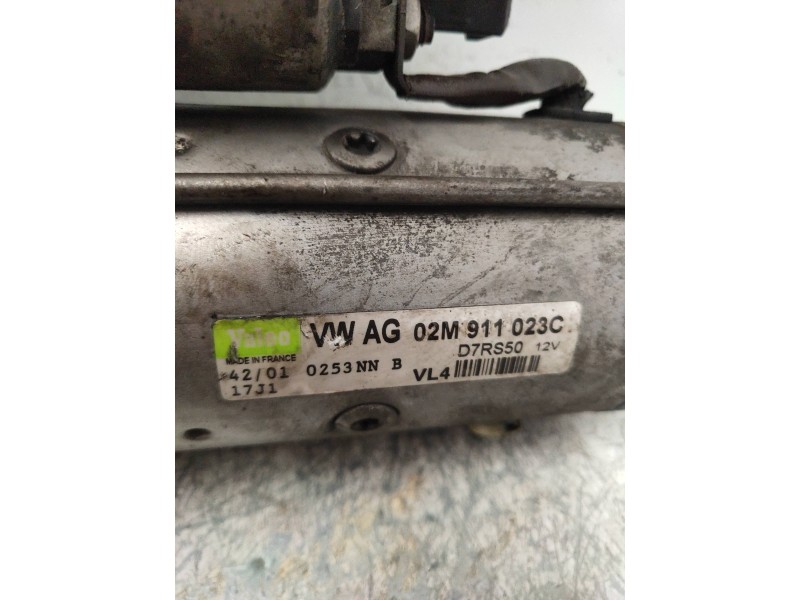 Valeo VW AG 02M 911 023C
MADE IN FRANCE D7RS50 12V
42/01 0253NN B VL4
17J1